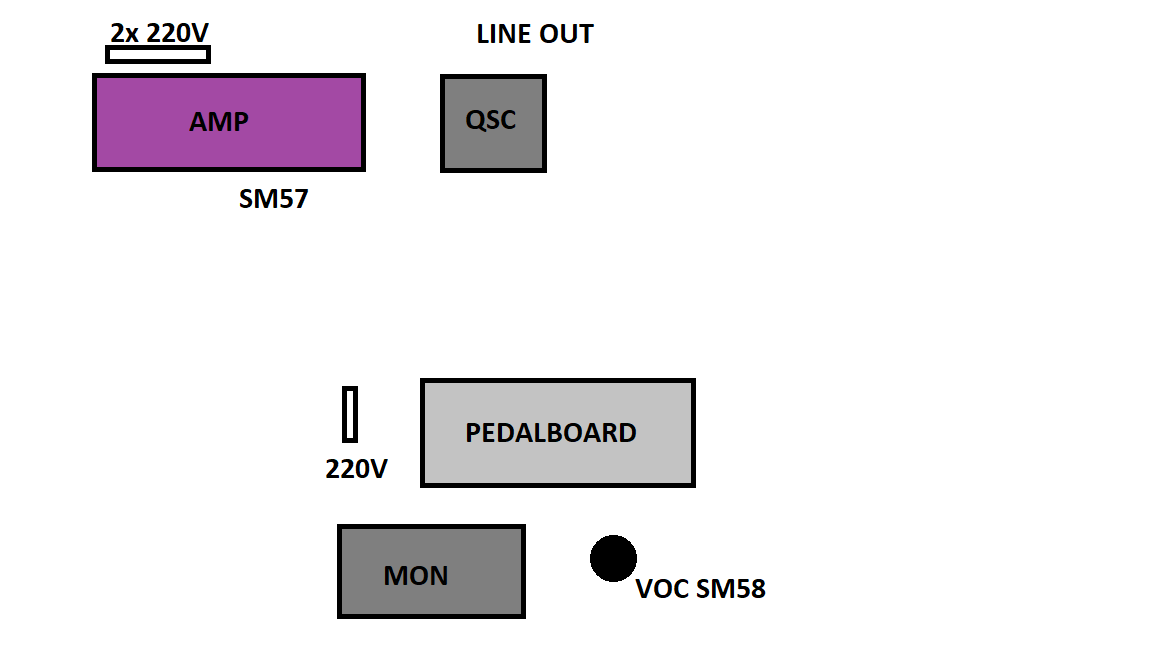 2x 220V
LINE OUT
AMP
QSC
SM57
PEDALBOARD
220V
MON
VOC SM58